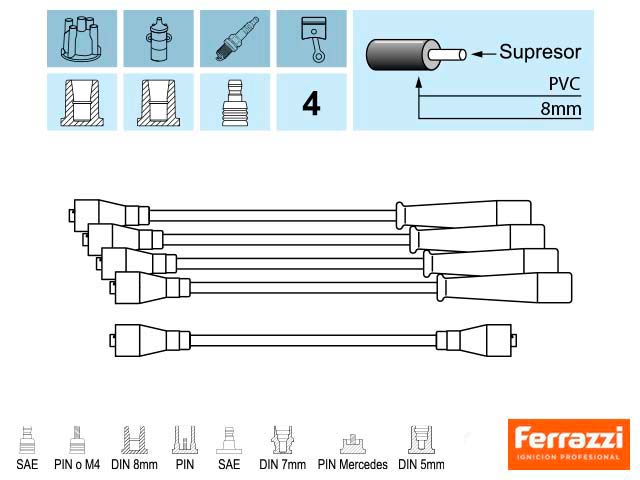 Supresor
PVC
4
8mm
SAE PIN o M4 DIN 8mm PIN SAE DIN 7mm PIN Mercedes DIN 5mm
Ferrazzi
IGNICION PROFESIONAL